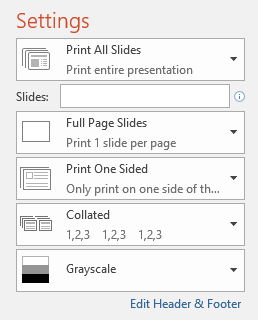 Settings
Print All Slides
Print entire presentation
Slides:
Full Page Slides
Print 1 slide per page
Print One Sided
Only print on one side of th...
Collated
1,2,3 1,2,3 1,2,3
Grayscale
Edit Header & Footer